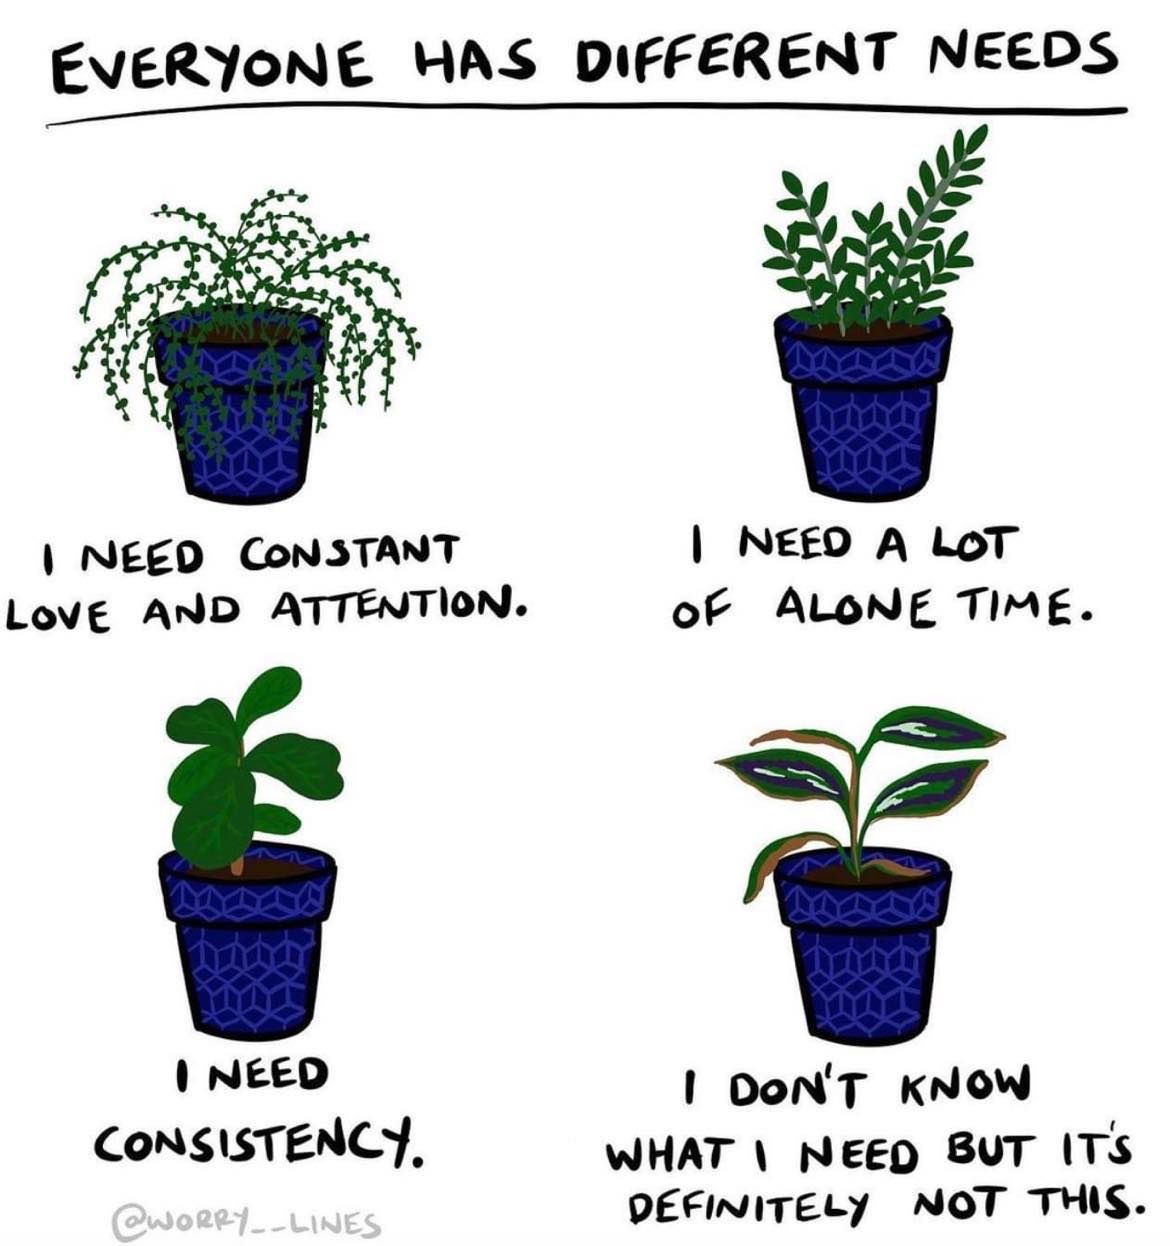 EVERYONE HAS DIFFERENT NEEDS
I NEED CONSTANT
LOVE AND ATTENTION.
I NEED A LOT
OF ALONE TIME.
I NEED
CONSISTENCY.
I DON'T KNOW
WHAT I NEED BUT IT'S
DEFINITELY NOT THIS.
@WORRY__LINES